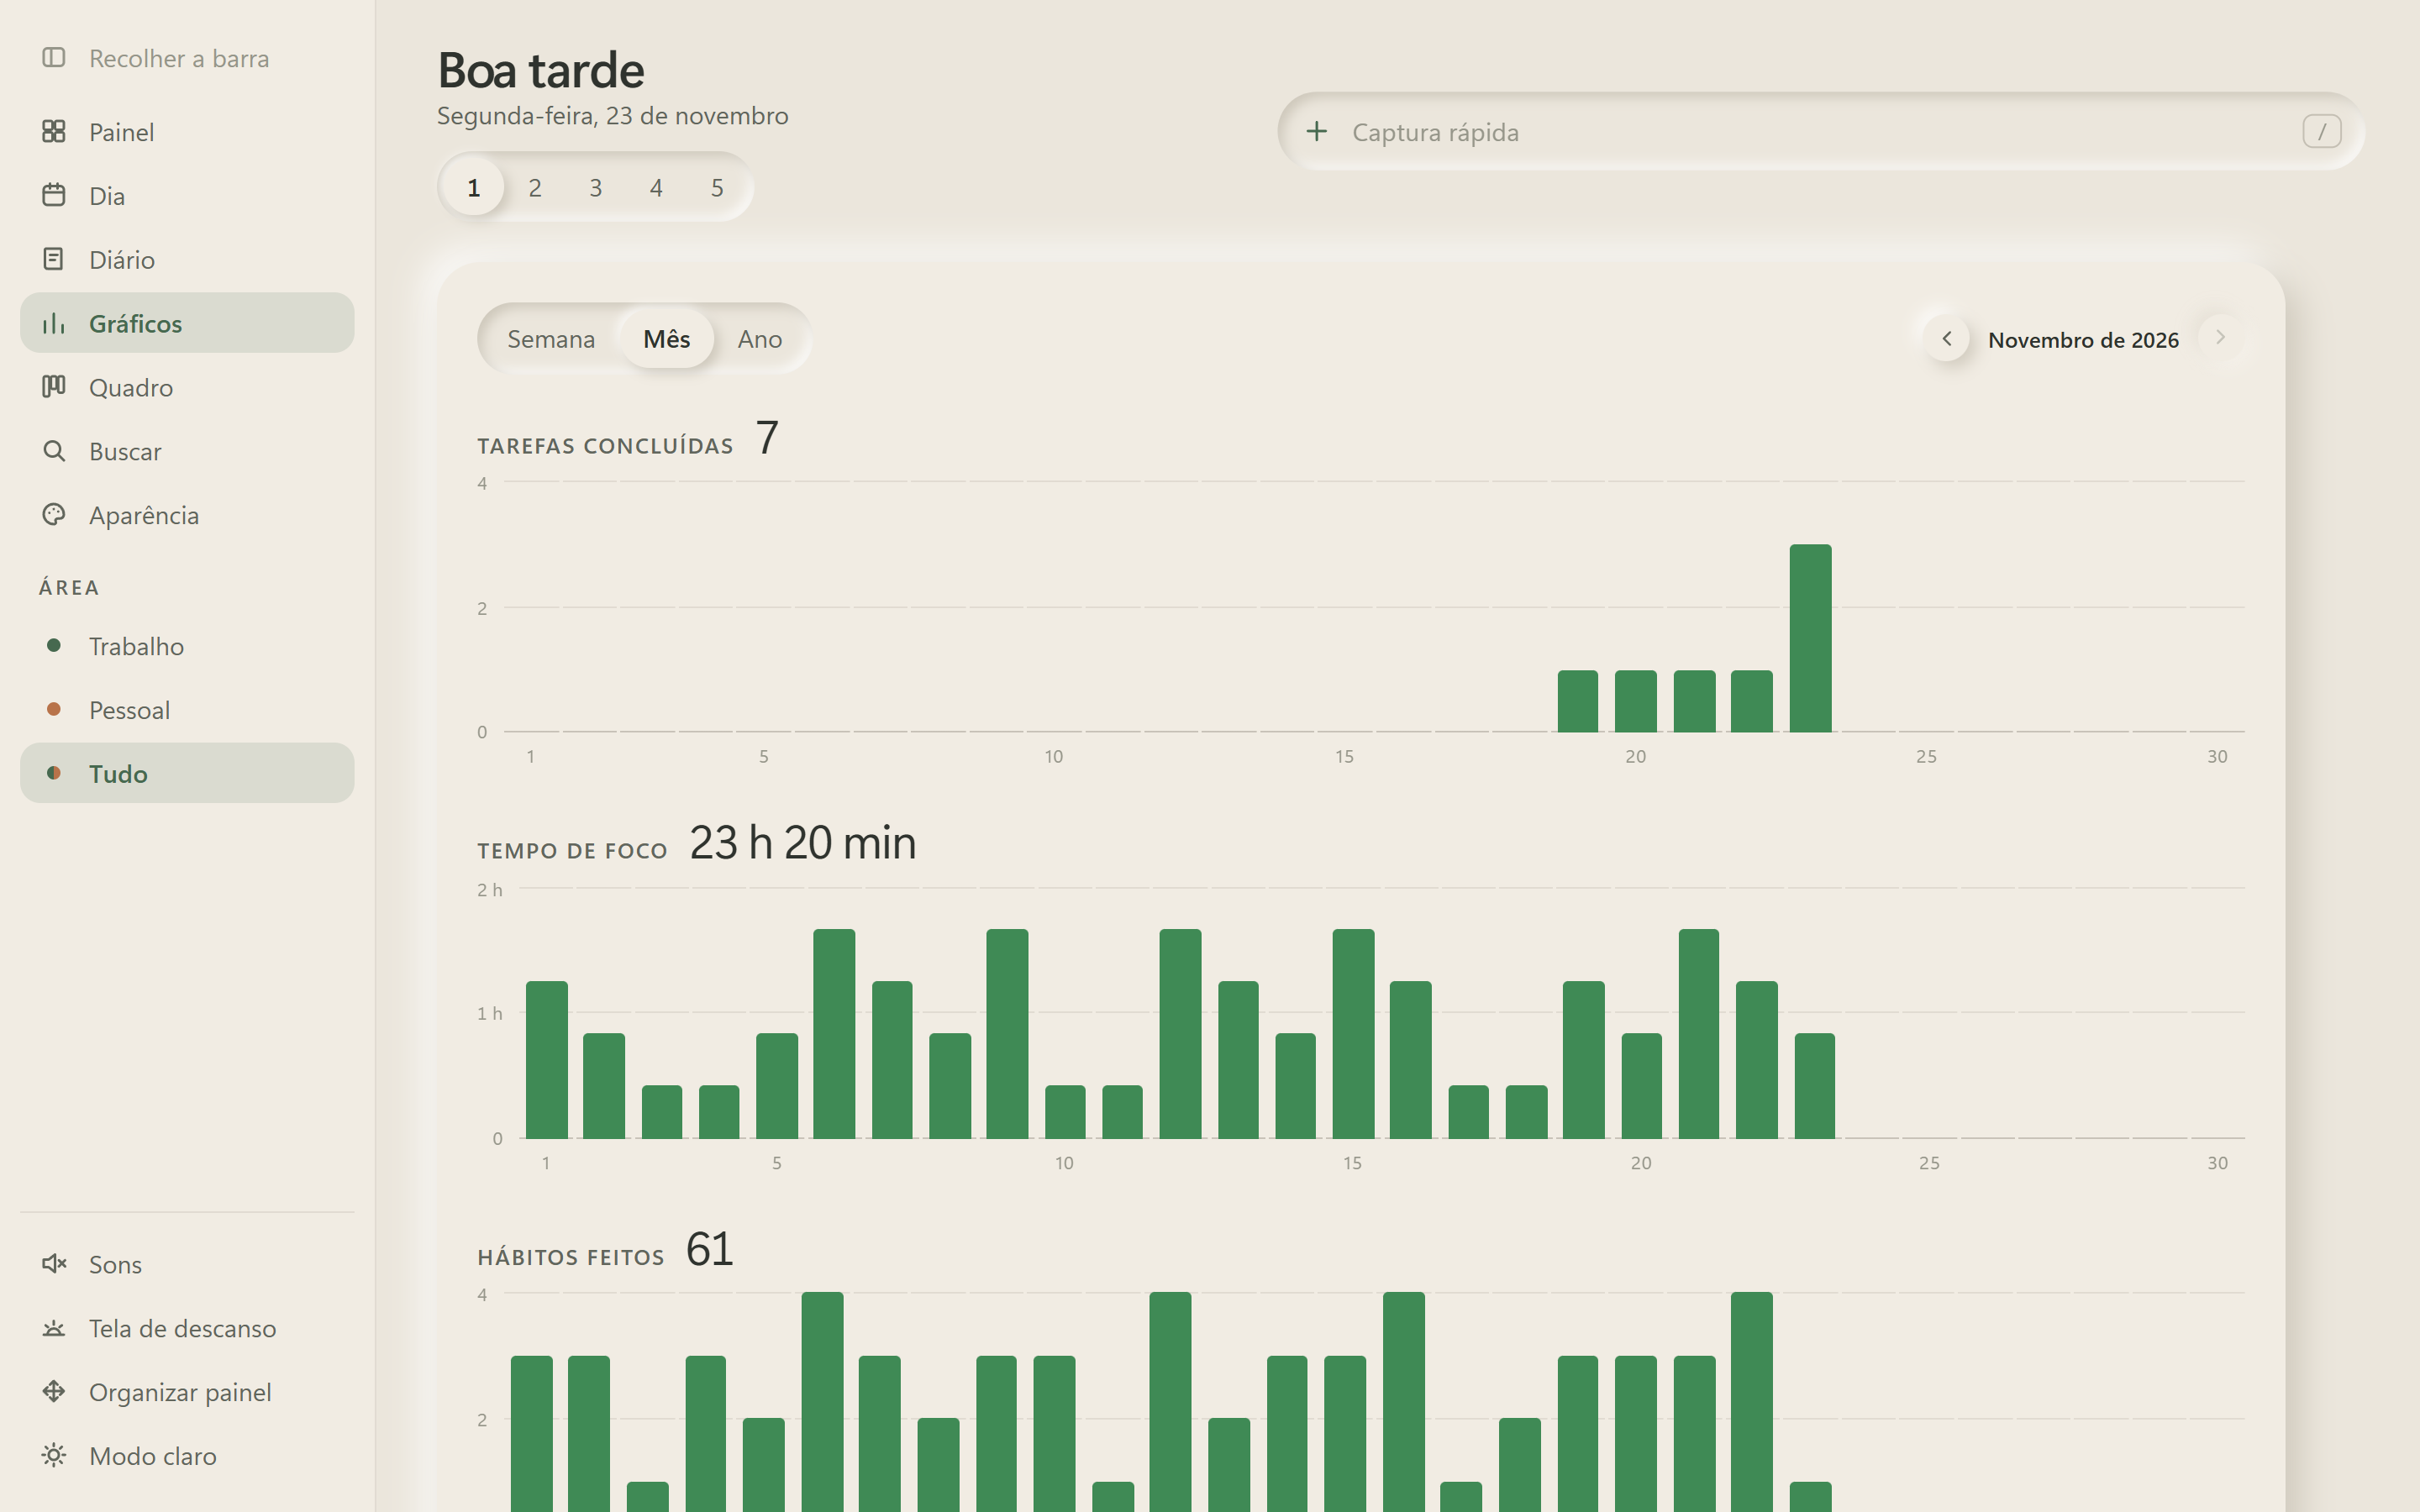 Recolher a barra
Painel
Dia
Diário
Gráficos
Quadro
Buscar
Aparência
ÁREA
Trabalho
Pessoal
Tudo
Sons
Tela de descanso
Organizar painel
Modo claro
Boa tarde
Segunda-feira, 23 de novembro
1 2 3 4 5
Captura rápida /
Semana Mês Ano
Novembro de 2026
TAREFAS CONCLUÍDAS 7
4
2
0
1 5 10 15 20 25 30
TEMPO DE FOCO 23 h 20 min
2 h
1 h
0
1 5 10 15 20 25 30
HÁBITOS FEITOS 61
4
2